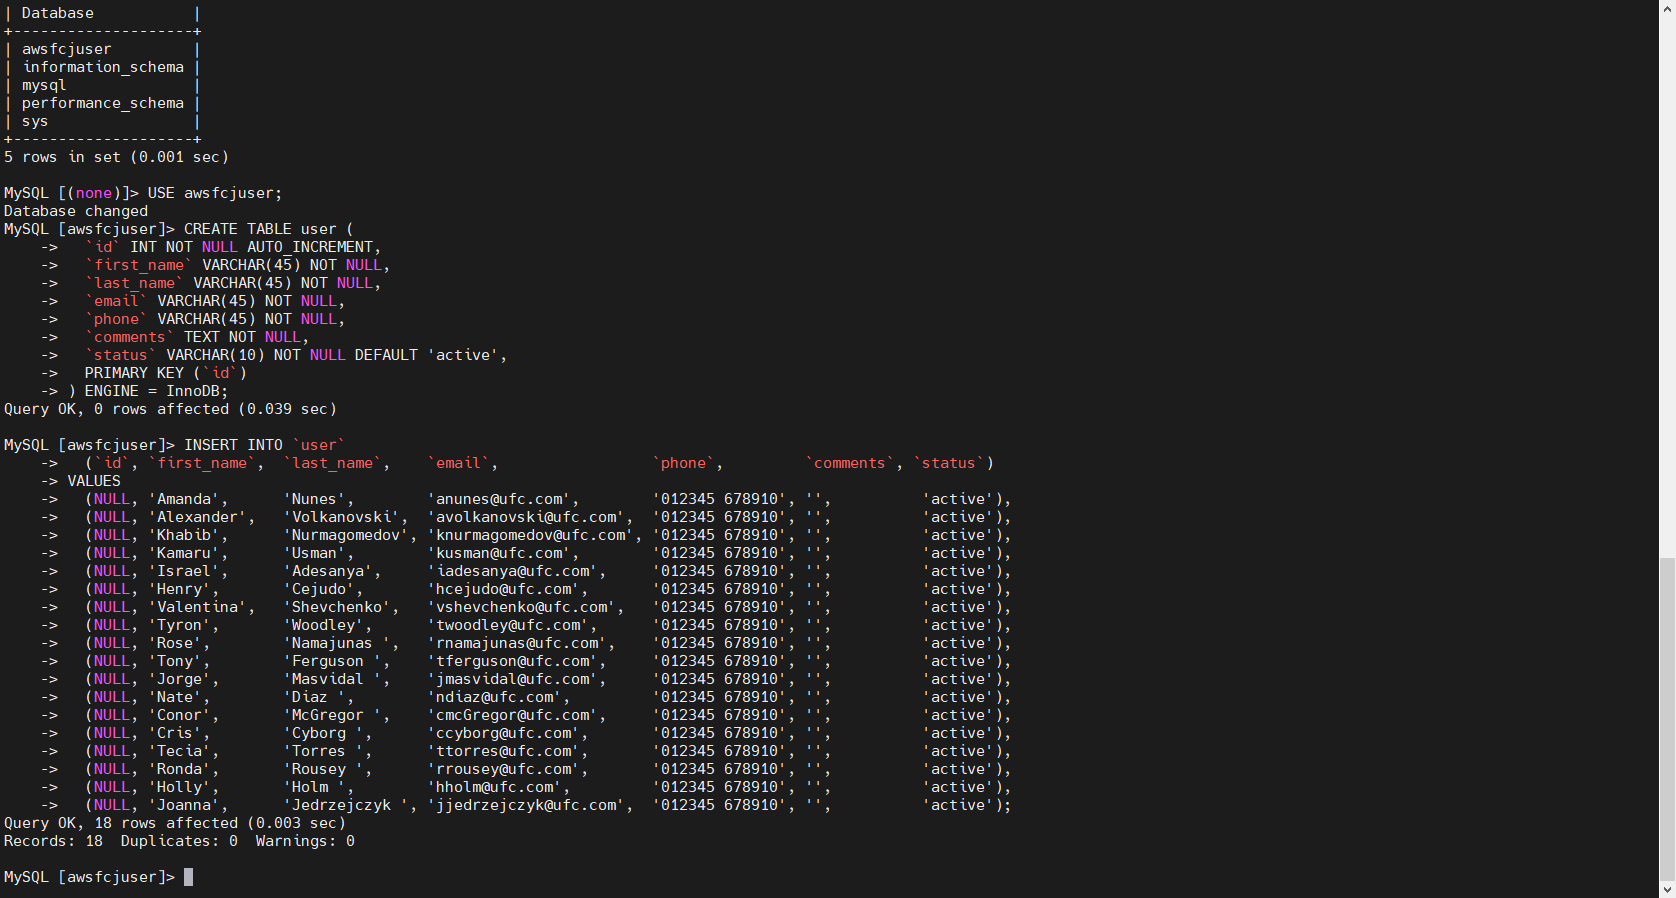 | Database           |
+--------------------+
| awsfcjuser         |
| information_schema |
| mysql              |
| performance_schema |
| sys                |
+--------------------+
5 rows in set (0.001 sec)

MySQL [(none)]> USE awsfcjuser;
Database changed
MySQL [awsfcjuser]> CREATE TABLE user (
    ->   `id` INT NOT NULL AUTO_INCREMENT,
    ->   `first_name` VARCHAR(45) NOT NULL,
    ->   `last_name` VARCHAR(45) NOT NULL,
    ->   `email` VARCHAR(45) NOT NULL,
    ->   `phone` VARCHAR(45) NOT NULL,
    ->   `comments` TEXT NOT NULL,
    ->   `status` VARCHAR(10) NOT NULL DEFAULT 'active',
    ->   PRIMARY KEY (`id`)
    -> ) ENGINE = InnoDB;
Query OK, 0 rows affected (0.039 sec)

MySQL [awsfcjuser]> INSERT INTO `user`
    ->   (`id`, `first_name`,  `last_name`,    `email`,                 `phone`,         `comments`, `status`)
    -> VALUES
    ->   (NULL, 'Amanda',      'Nunes',        'anunes@ufc.com',        '012345 678910', '',          'active'),
    ->   (NULL, 'Alexander',   'Volkanovski',  'avolkanovski@ufc.com',  '012345 678910', '',          'active'),
    ->   (NULL, 'Khabib',      'Nurmagomedov', 'knurmagomedov@ufc.com', '012345 678910', '',          'active'),
    ->   (NULL, 'Kamaru',      'Usman',        'kusman@ufc.com',        '012345 678910', '',          'active'),
    ->   (NULL, 'Israel',      'Adesanya',     'iadesanya@ufc.com',     '012345 678910', '',          'active'),
    ->   (NULL, 'Henry',       'Cejudo',       'hcejudo@ufc.com',       '012345 678910', '',          'active'),
    ->   (NULL, 'Valentina',   'Shevchenko',   'vshevchenko@ufc.com',   '012345 678910', '',          'active'),
    ->   (NULL, 'Tyron',       'Woodley',      'twoodley@ufc.com',      '012345 678910', '',          'active'),
    ->   (NULL, 'Rose',        'Namajunas ',   'rnamajunas@ufc.com',    '012345 678910', '',          'active'),
    ->   (NULL, 'Tony',        'Ferguson ',    'tferguson@ufc.com',     '012345 678910', '',          'active'),
    ->   (NULL, 'Jorge',       'Masvidal ',    'jmasvidal@ufc.com',     '012345 678910', '',          'active'),
    ->   (NULL, 'Nate',        'Diaz ',        'ndiaz@ufc.com',         '012345 678910', '',          'active'),
    ->   (NULL, 'Conor',       'McGregor ',    'cmcGregor@ufc.com',     '012345 678910', '',          'active'),
    ->   (NULL, 'Cris',        'Cyborg ',      'ccyborg@ufc.com',       '012345 678910', '',          'active'),
    ->   (NULL, 'Tecia',       'Torres ',      'ttorres@ufc.com',       '012345 678910', '',          'active'),
    ->   (NULL, 'Ronda',       'Rousey ',      'rrousey@ufc.com',       '012345 678910', '',          'active'),
    ->   (NULL, 'Holly',       'Holm ',        'hholm@ufc.com',         '012345 678910', '',          'active'),
    ->   (NULL, 'Joanna',      'Jedrzejczyk ', 'jjedrzejczyk@ufc.com',  '012345 678910', '',          'active');
Query OK, 18 rows affected (0.003 sec)
Records: 18  Duplicates: 0  Warnings: 0

MySQL [awsfcjuser]>